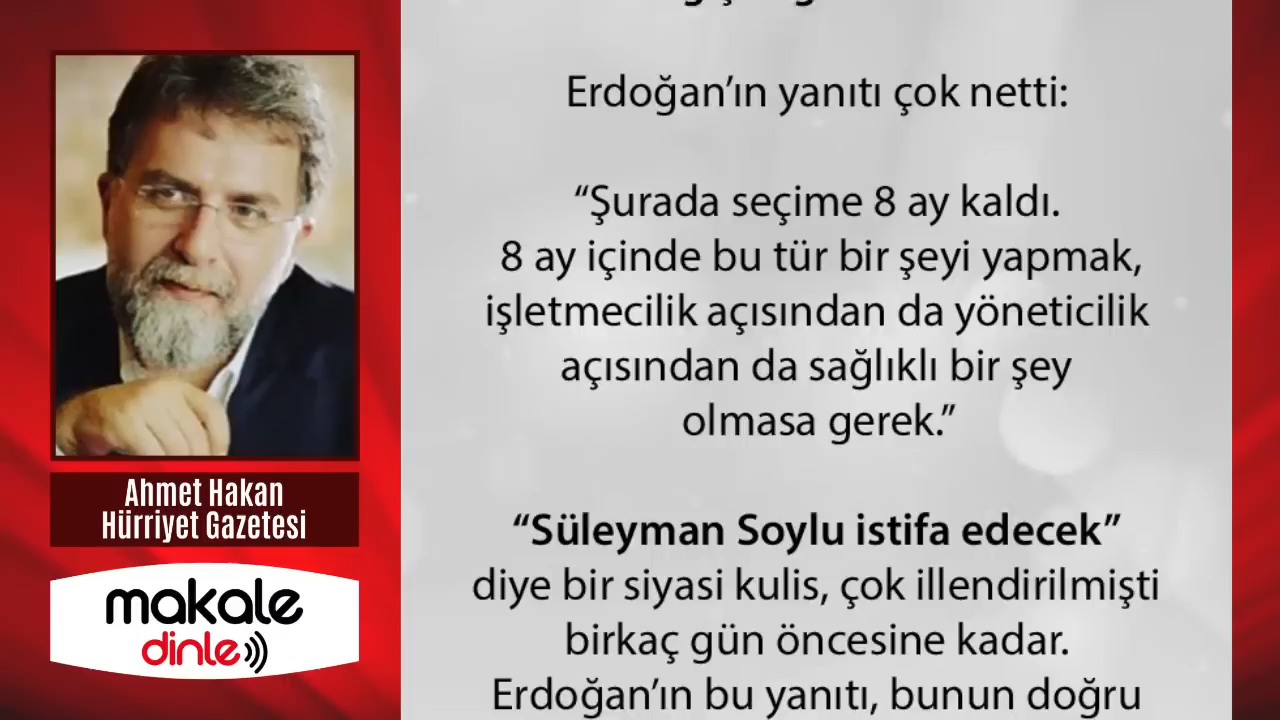 Erdoğan’ın yanıtı çok netti:
“Şurada seçime 8 ay kaldı.
8 ay içinde bu tür bir şeyi yapmak,
işletmecilik açısından da yöneticilik
açısından da sağlıklı bir şey
olmasa gerek.”
“Süleyman Soylu istifa edecek”
diye bir siyasi kulis, çok illendirilmişti
birkaç gün öncesine kadar.
Erdoğan’ın bu yanıtı, bunun doğru
Ahmet Hakan
Hürriyet Gazetesi
makale
dinle